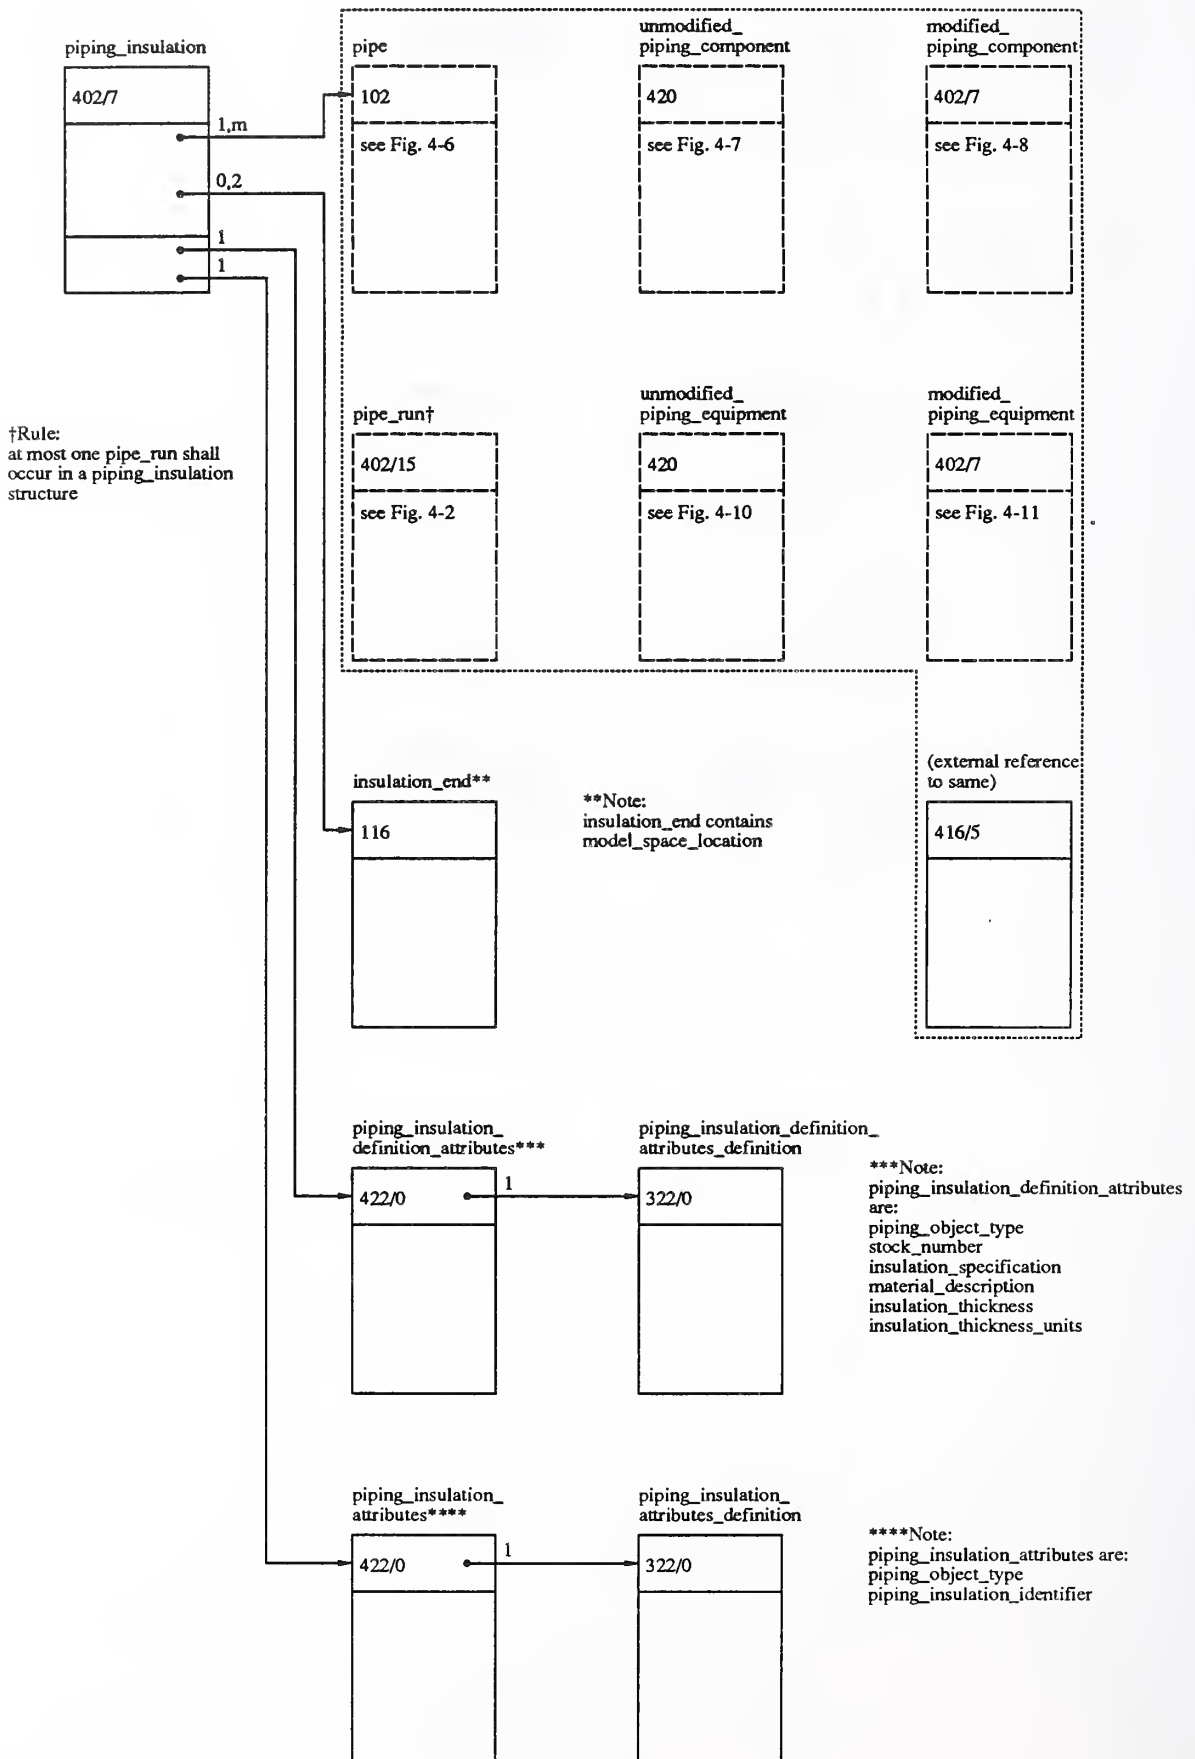 piping_insulation
402/7
1,m
0,2
1
1
pipe
102
see Fig. 4-6
unmodified_
piping_component
420
see Fig. 4-7
modified_
piping_component
402/7
see Fig. 4-8
†Rule:
at most one pipe_run shall
occur in a piping_insulation
structure
pipe_run†
402/15
see Fig. 4-2
unmodified_
piping_equipment
420
see Fig. 4-10
modified_
piping_equipment
402/7
see Fig. 4-11
insulation_end**
116
**Note:
insulation_end contains
model_space_location
(external reference
to same)
416/5
piping_insulation_
definition_attributes***
422/0
1
piping_insulation_definition_
attributes_definition
322/0
***Note:
piping_insulation_definition_attributes
are:
piping_object_type
stock_number
insulation_specification
material_description
insulation_thickness
insulation_thickness_units
piping_insulation_
attributes****
422/0
1
piping_insulation_
attributes_definition
322/0
****Note:
piping_insulation_attributes are:
piping_object_type
piping_insulation_identifier